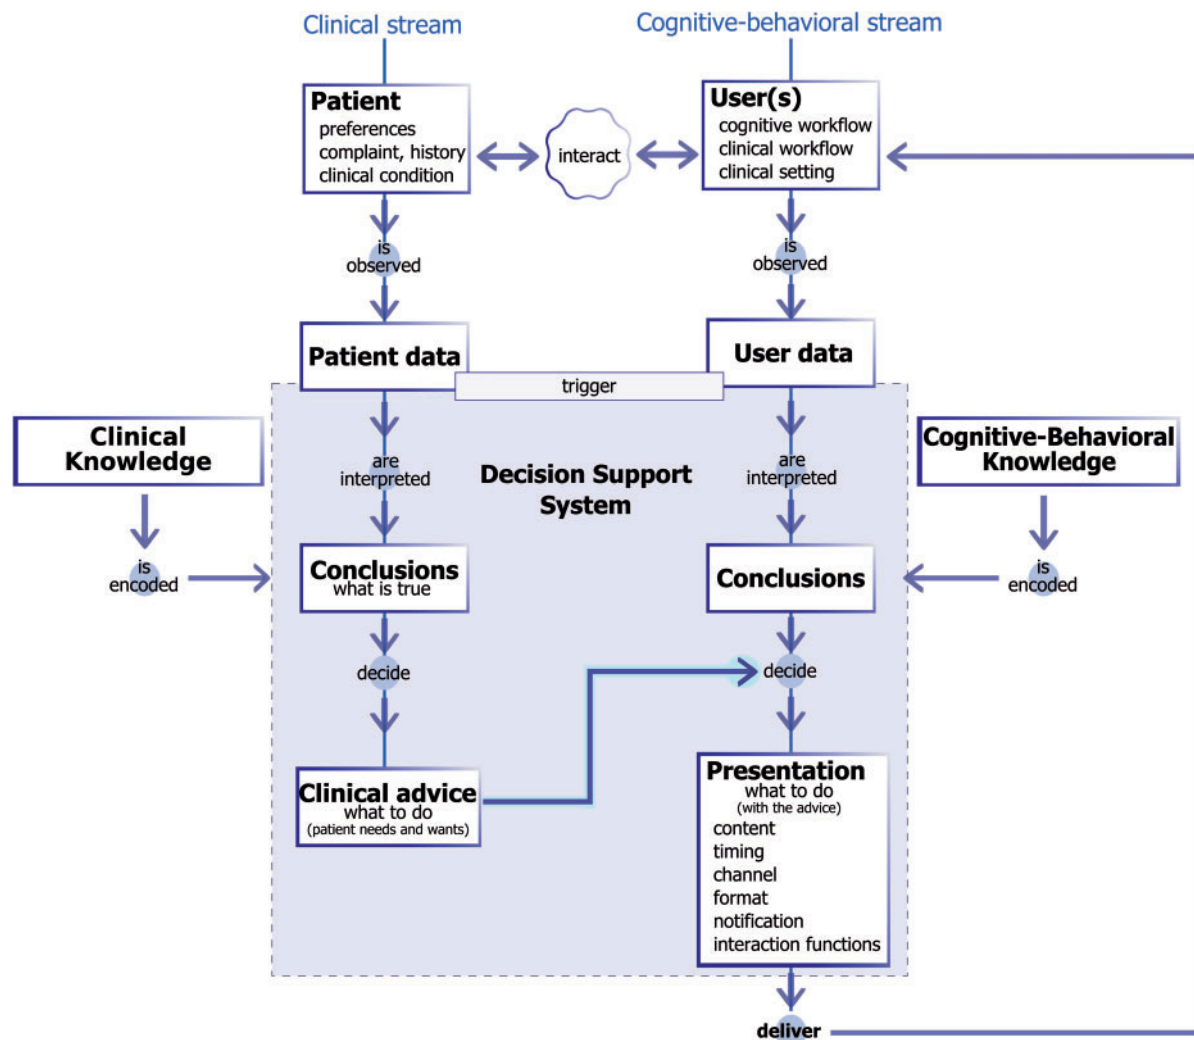 Clinical stream
Cognitive-behavioral stream
Patient
preferences
complaint, history
clinical condition
interact
User(s)
cognitive workflow
clinical workflow
clinical setting
is
observed
is
observed
Patient data
User data
trigger
Clinical
Knowledge
is
encoded
are
interpreted
Decision Support
System
are
interpreted
Cognitive-Behavioral
Knowledge
is
encoded
Conclusions
what is true
Conclusions
decide
decide
Clinical advice
what to do
(patient needs and wants)
Presentation
what to do
(with the advice)
content
timing
channel
format
notification
interaction functions
deliver